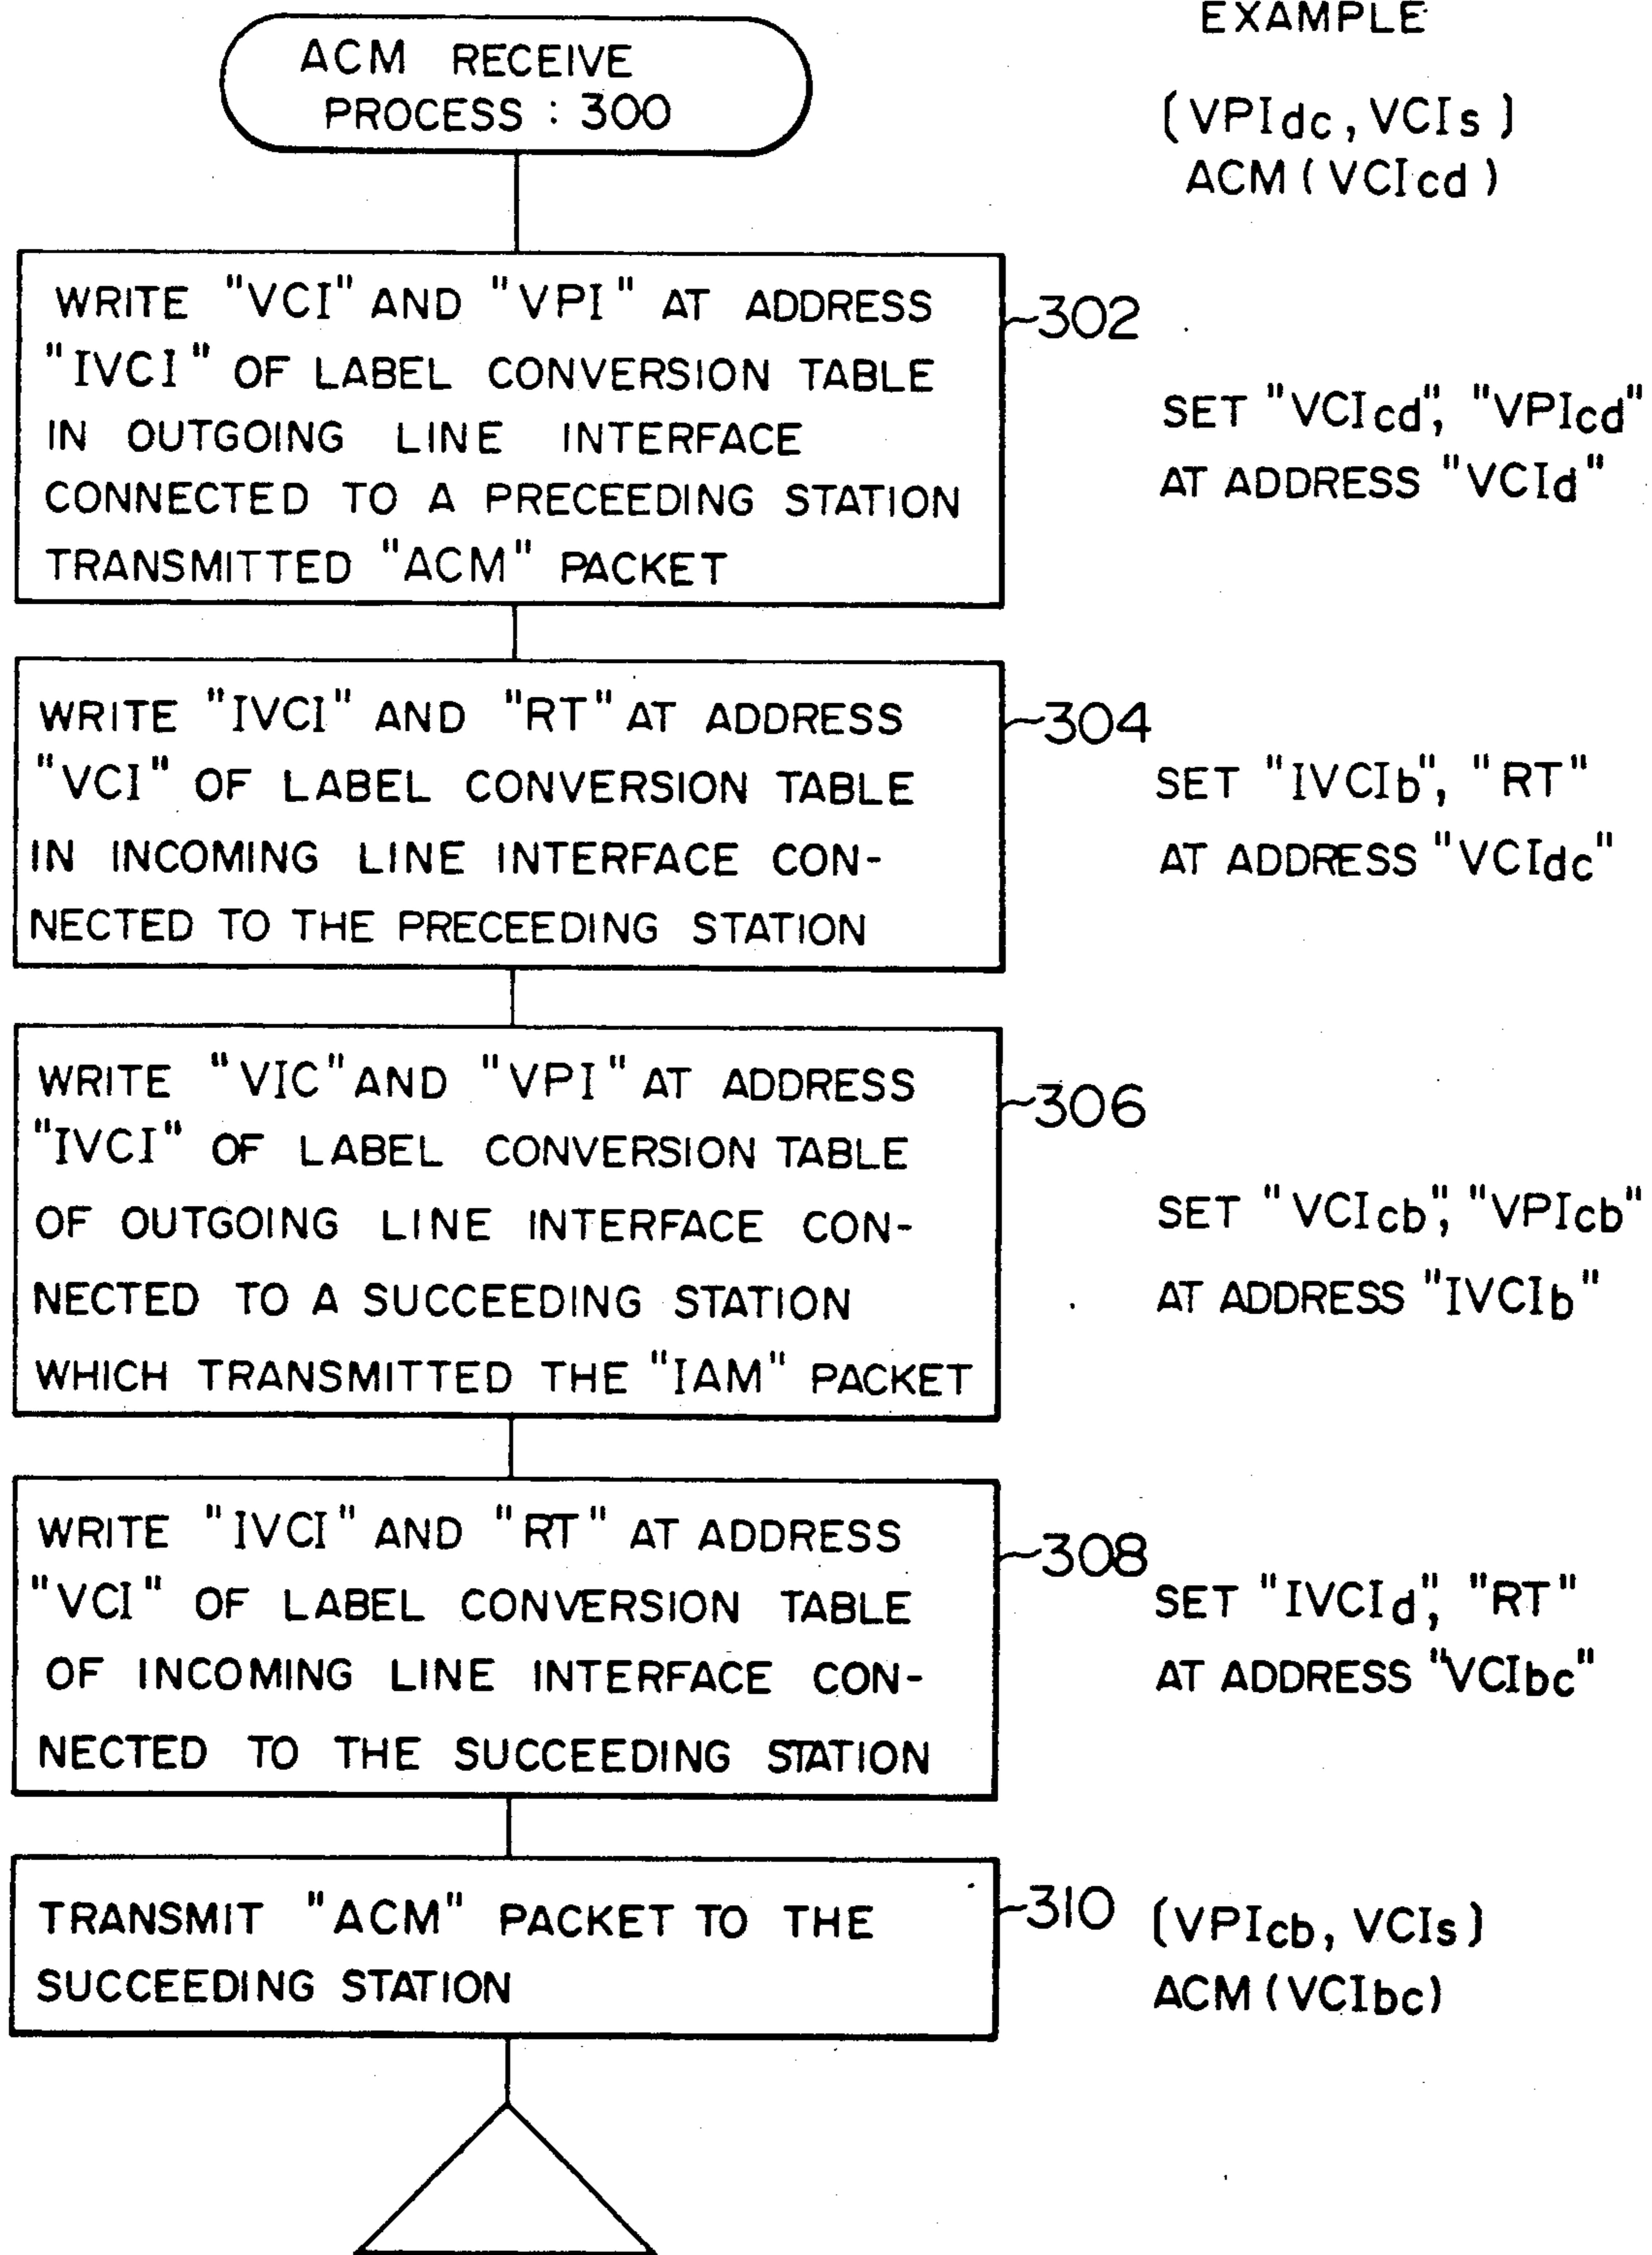 EXAMPLE
ACM RECEIVE
PROCESS : 300
(VPIdc, VCIs)
ACM (VCIcd)
WRITE "VCI" AND "VPI" AT ADDRESS
"IVCI" OF LABEL CONVERSION TABLE
IN OUTGOING LINE INTERFACE
CONNECTED TO A PRECEEDING STATION
TRANSMITTED "ACM" PACKET
302
SET "VCIcd", "VPIcd"
AT ADDRESS "VCId"
WRITE "IVCI" AND "RT" AT ADDRESS
"VCI" OF LABEL CONVERSION TABLE
IN INCOMING LINE INTERFACE CON-
NECTED TO THE PRECEEDING STATION
304
SET "IVCIb", "RT"
AT ADDRESS "VCIdc"
WRITE "VIC" AND "VPI" AT ADDRESS
"IVCI" OF LABEL CONVERSION TABLE
OF OUTGOING LINE INTERFACE CON-
NECTED TO A SUCCEEDING STATION
WHICH TRANSMITTED THE "IAM" PACKET
306
SET "VCIcb", "VPIcb"
AT ADDRESS "IVCIb"
WRITE "IVCI" AND "RT" AT ADDRESS
"VCI" OF LABEL CONVERSION TABLE
OF INCOMING LINE INTERFACE CON-
NECTED TO THE SUCCEEDING STATION
308
SET "IVCId", "RT"
AT ADDRESS "VCIbc"
TRANSMIT "ACM" PACKET TO THE
SUCCEEDING STATION
310
(VPIcb, VCIs)
ACM (VCIbc)